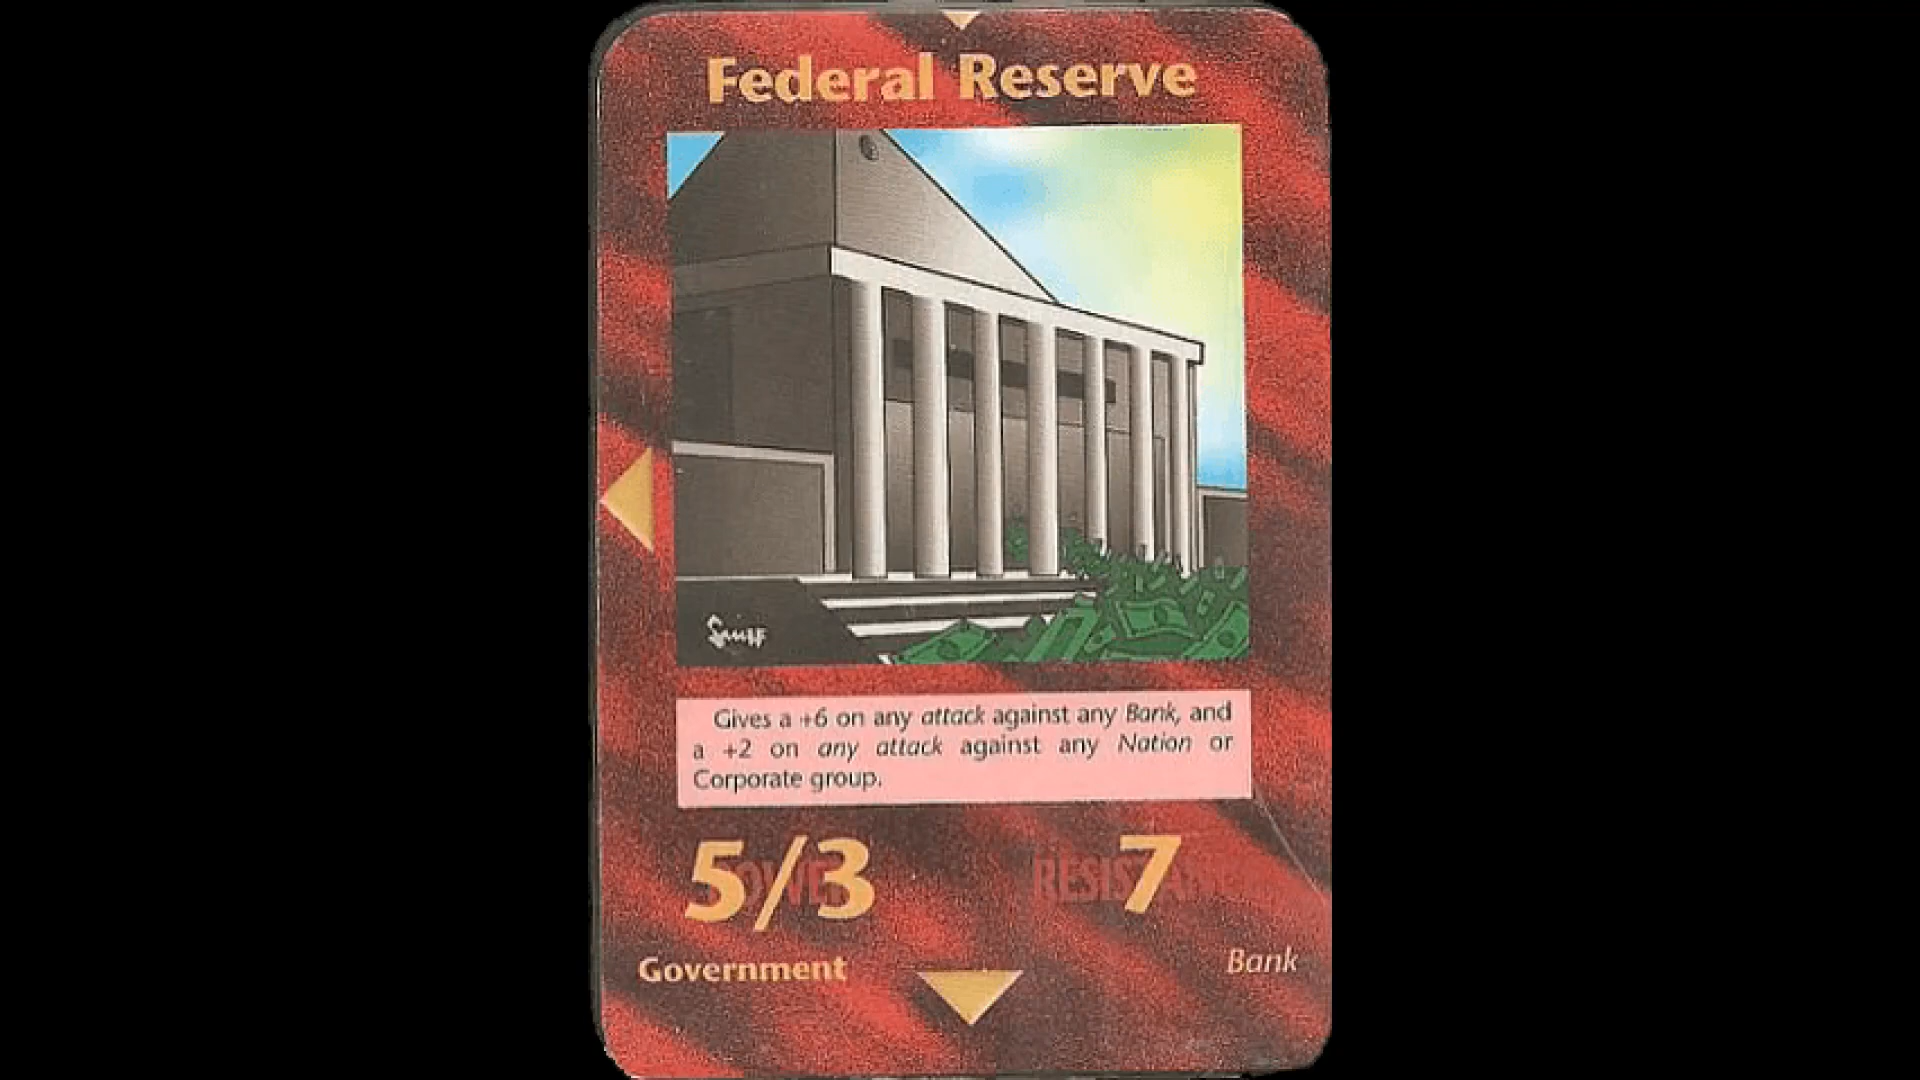 Federal Reserve
Gives a +6 on any attack against any Bank, and
a +2 on any attack against any Nation or
Corporate group.
5/3
RESISTANCE
7
Government
Bank